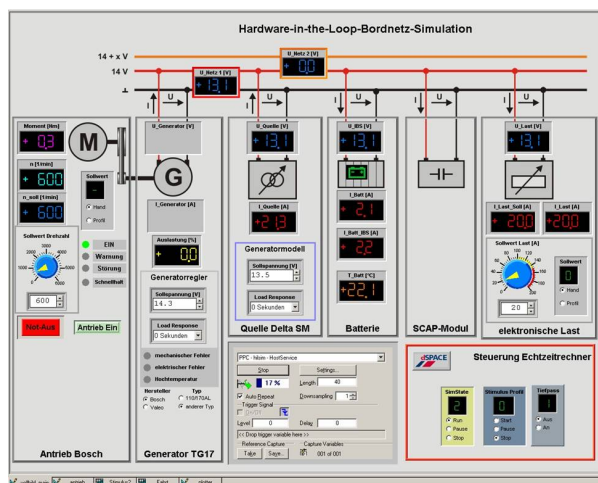 Hardware-in-the-Loop-Bordnetz-Simulation
14 + x V
14 V
U_Netz 2 [V]
+ 0,0
U_Netz 1 [V]
+ 13,1
I U
I U
I U
I U
I U
Moment [Nm]
+ 0,3
n [1/min]
+ 600
n_soll [1/min]
+ 600
M
Sollwert
-
Hand
Profil
Sollwert Drehzahl
1000
2000
3000
4000
5000
0
6000
600
EIN
Warnung
Störung
Schnellhalt
Not-Aus
Antrieb Ein
Antrieb Bosch
U_Generator [V]
G
I_Generator [A]
Auslastung [%]
+ 0,0
Generatorregler
Sollspannung [V]
14.3
Load Response
0 Sekunden
mechanischer Fehler
elektrischer Fehler
Hochtemperatur
Hersteller
Typ
Bosch
110/170AL
Valeo
anderer Typ
Generator TG17
U_Quelle [V]
+ 13,1
I_Quelle [A]
+21,3
Generatormodell
Sollspannung [V]
13.5
Load Response
0 Sekunden
Quelle Delta SM
U_IBS [V]
+ 13,1
I_Batt [A]
+ 2,1
I_Batt_IBS [A]
+ 2,2
T_Batt [°C]
+22,1
Batterie
SCAP-Modul
U_Last [V]
+ 13,1
I_Last_Soll [A]
I_Last [A]
+ 20,0
+20,0
Sollwert Last [A]
20
Sollwert
0
Hand
Profil
elektronische Last
PPC - hilsim - HostService
Stop
Settings...
17 %
Length
40
Auto Repeat
Downsampling
1
Trigger Signal
On/Off
Level
0
Delay
0
<< Drop trigger variable here >>
Reference Capture
Capture Variables
Take
Save...
001 of 001
dSPACE
Steuerung Echtzeitrechner
SimState
2
Run
Pause
Stop
Stimulus Profil
0
Start
Pause
Stop
Tiefpass
1
Aus
An
antrieb
Stimulus2
Fehrt
plotter